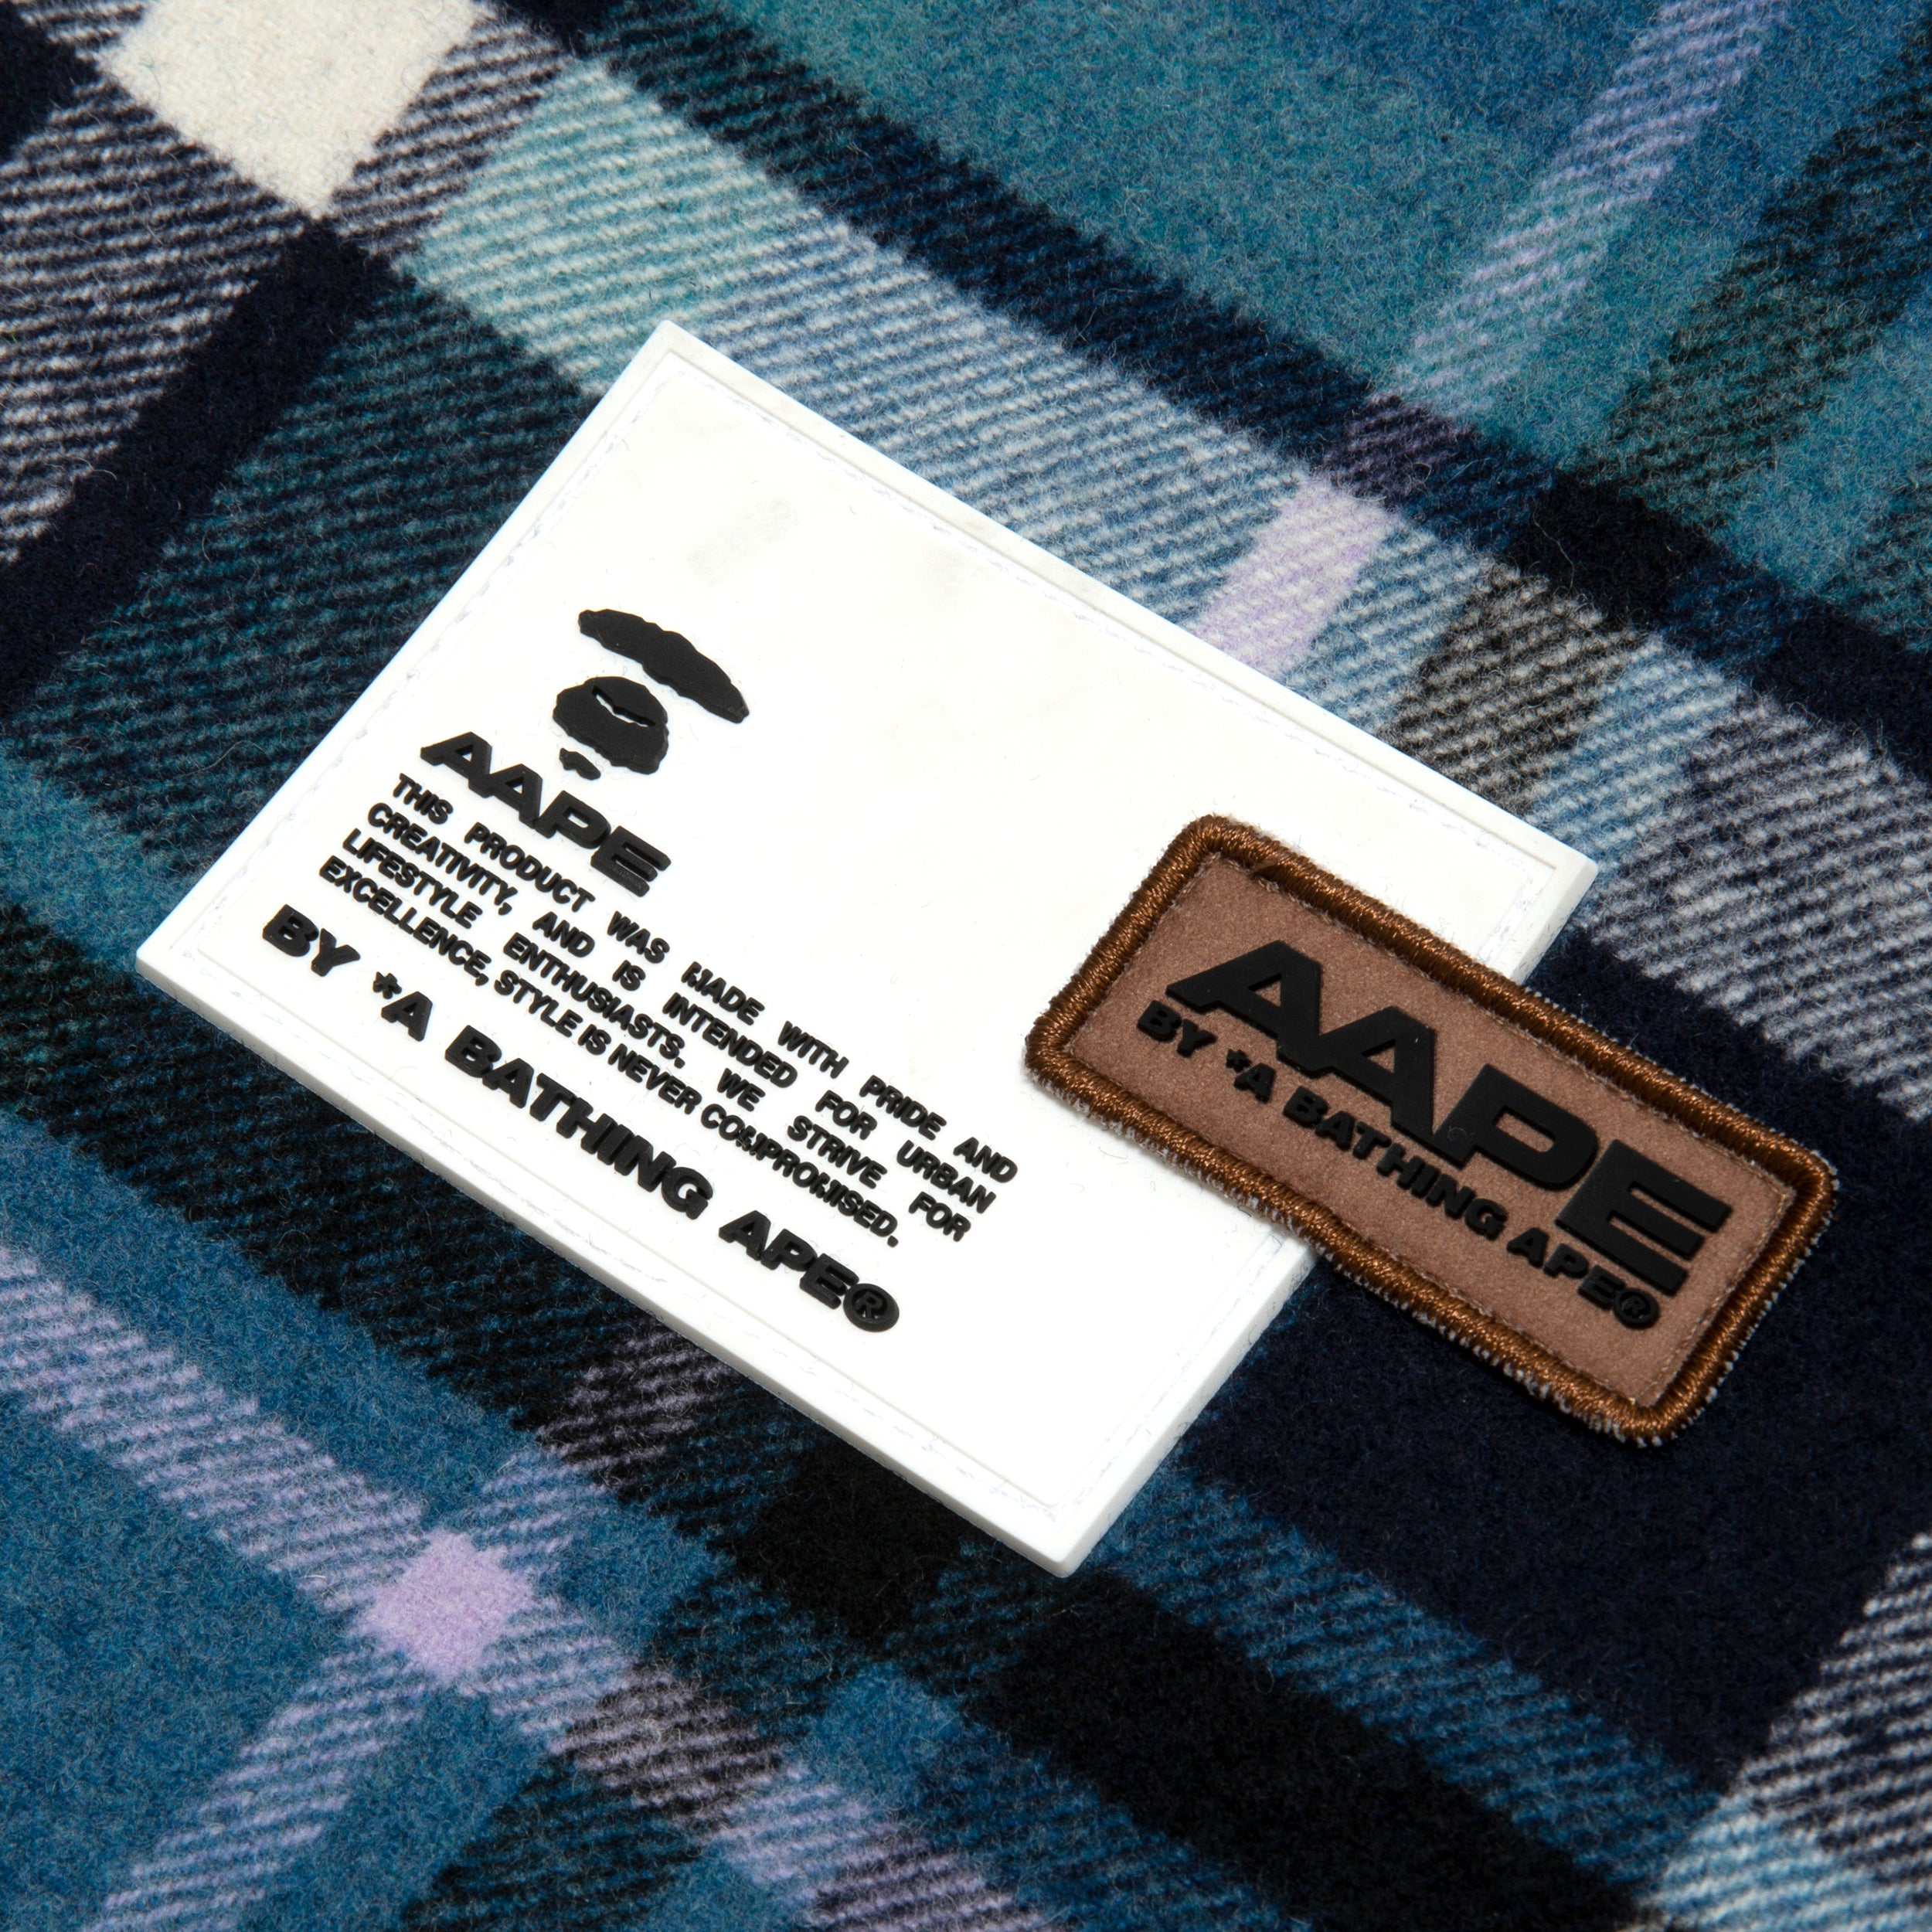 AAPE
THIS PRODUCT WAS MADE WITH PRIDE AND
CREATIVITY, AND IS INTENDED FOR URBAN
LIFESTYLE ENTHUSIASTS. WE STRIVE FOR
EXCELLENCE, STYLE IS NEVER COMPROMISED.
BY *A BATHING APE®
AAPE
BY *A BATHING APE®